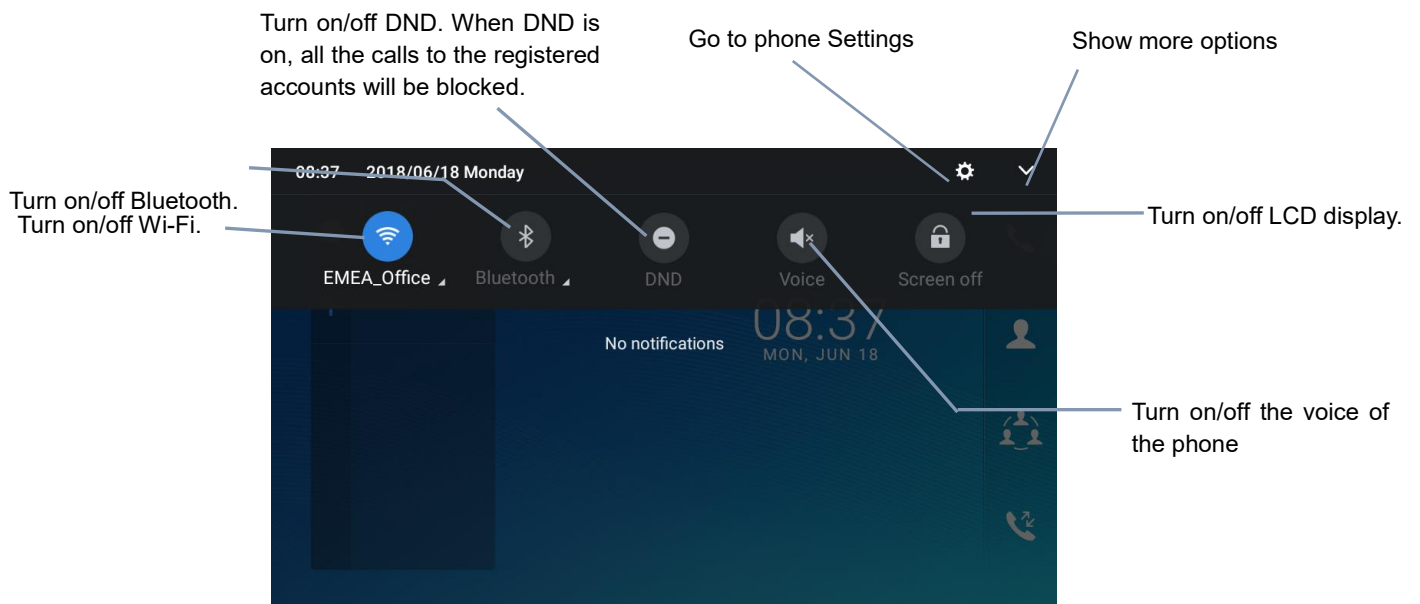 Turn on/off DND. When DND is
on, all the calls to the registered
accounts will be blocked.
Go to phone Settings
Show more options
08:37 2018/06/18 Monday
Turn on/off Bluetooth.
Turn on/off Wi-Fi.
Turn on/off LCD display.
EMEA_Office
Bluetooth
DND
Voice
Screen off
08:37
MON, JUN 18
No notifications
Turn on/off the voice of
the phone